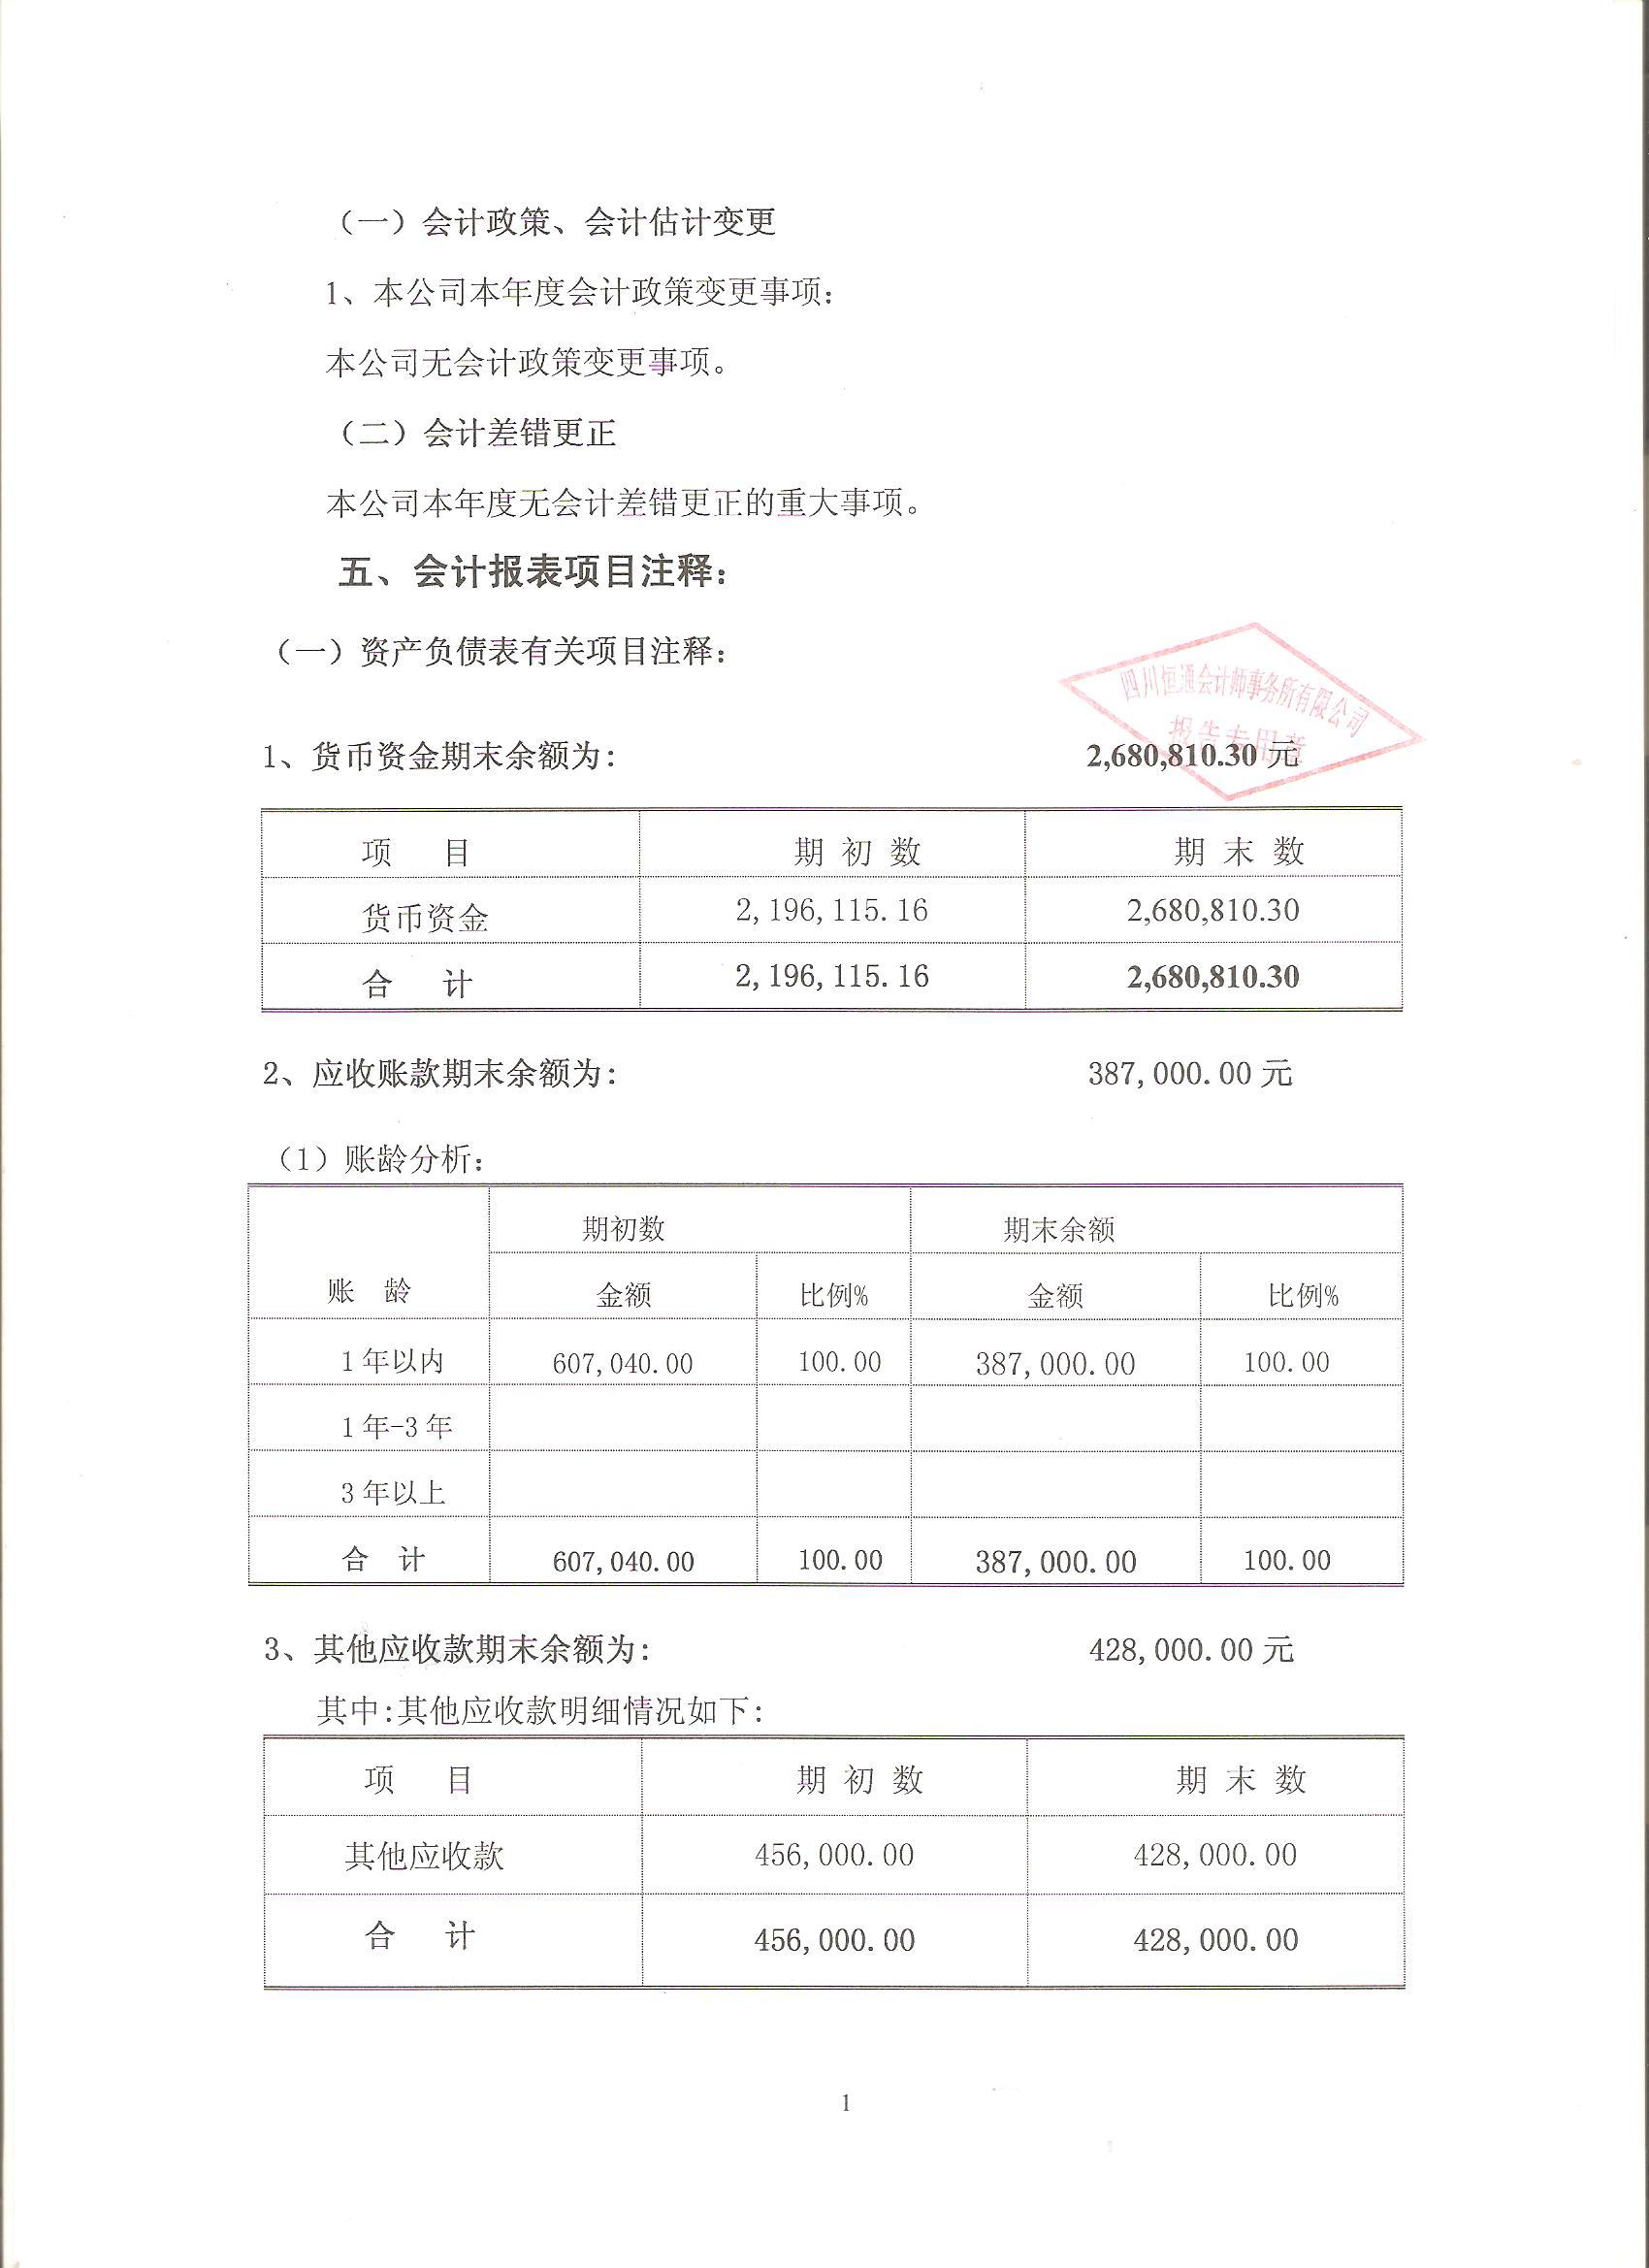 （一）会计政策、会计估计变更
1、本公司本年度会计政策变更事项：
本公司无会计政策变更事项。
（二）会计差错更正
本公司本年度无会计差错更正的重大事项。
五、会计报表项目注释：
（一）资产负债表有关项目注释：
四川恒通会计师事务所有限公司
报告专用章
1、货币资金期末余额为： 2,680,810.30 元
项 目 期 初 数 期 末 数
货币资金 2,196,115.16 2,680,810.30
合 计 2,196,115.16 2,680,810.30
2、应收账款期末余额为： 387,000.00 元
（1）账龄分析：
期初数 期末余额
账 龄 金额 比例% 金额 比例%
1 年以内 607,040.00 100.00 387,000.00 100.00
1 年-3 年
3 年以上
合 计 607,040.00 100.00 387,000.00 100.00
3、其他应收款期末余额为： 428,000.00 元
其中:其他应收款明细情况如下：
项 目 期 初 数 期 末 数
其他应收款 456,000.00 428,000.00
合 计 456,000.00 428,000.00
1